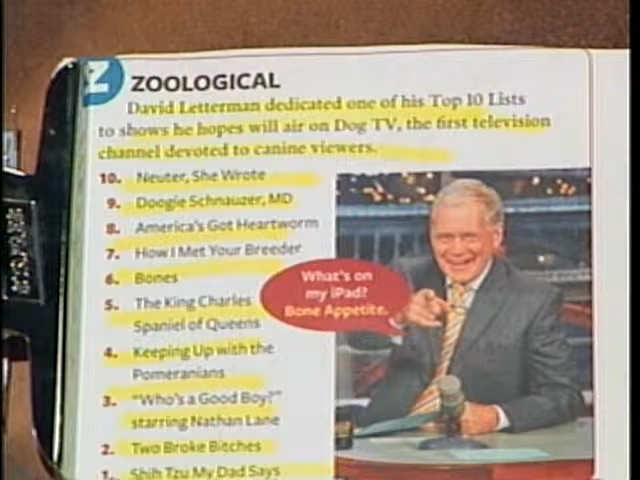 Z ZOOLOGICAL
David Letterman dedicated one of his Top 10 Lists
to shows he hopes will air on Dog TV, the first television
channel devoted to canine viewers.
10. Neuter, She Wrote
9. Doogie Schnauzer, MD
8. America's Got Heartworm
7. How I Met Your Breeder
6. Bones
5. The King Charles
Spaniel of Queens
4. Keeping Up with the
Pomeranians
3. "Who's a Good Boy?"
starring Nathan Lane
2. Two Broke Bitches
1. Shih Tzu My Dad Says
What's on
my iPad?
Bone Appetite.